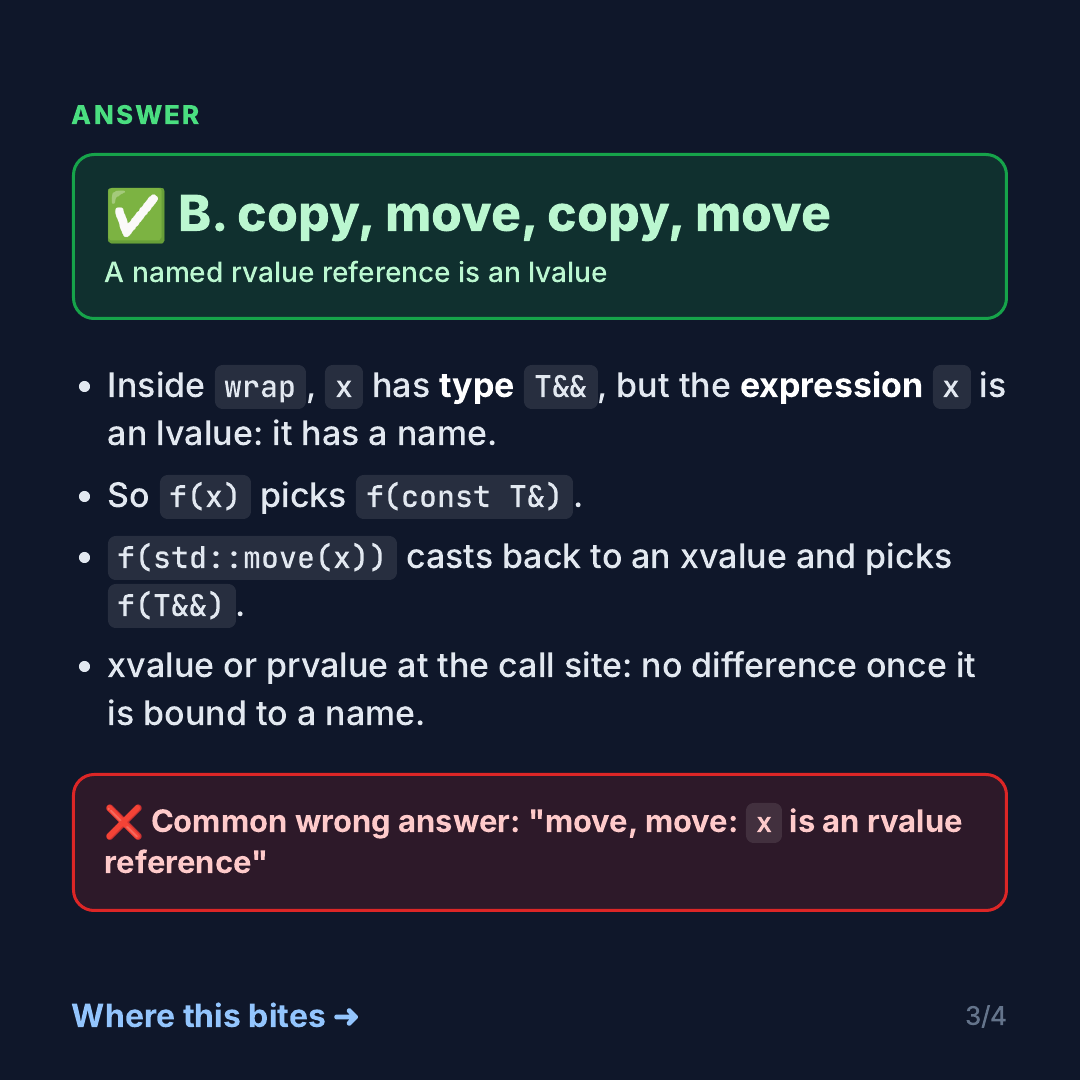 ANSWER
✅ B. copy, move, copy, move
A named rvalue reference is an lvalue
• Inside wrap, x has type T&&, but the expression x is
an lvalue: it has a name.
• So f(x) picks f(const T&).
• f(std::move(x)) casts back to an xvalue and picks
f(T&&).
• xvalue or prvalue at the call site: no difference once it
is bound to a name.
❌ Common wrong answer: "move, move: x is an rvalue
reference"
Where this bites ➜
3/4